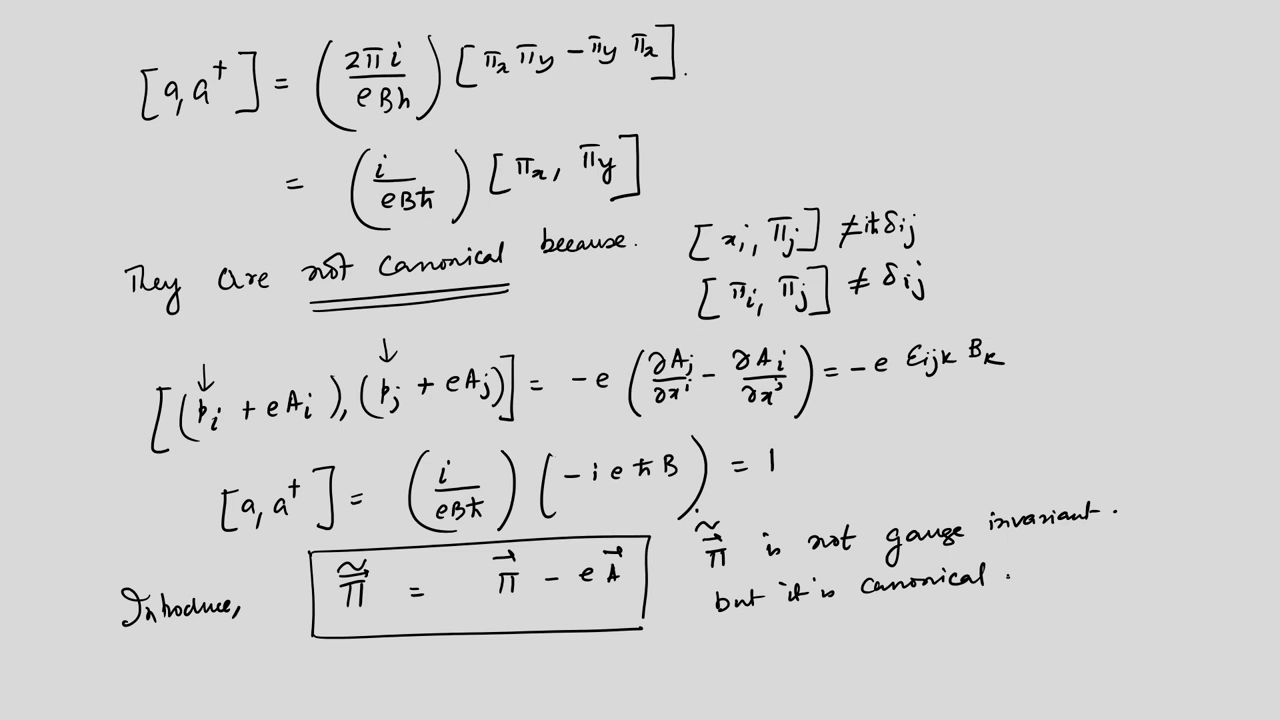 [a, a†] = (2πi / eBh) [πx πy − πy πx].
= (i / eBħ) [πx, πy]
They are not canonical because. [xi, πj] ≠ iħδij
[πi, πj] ≠ δij
[(pi + eAi), (pj + eAj)] = −e (∂Aj/∂x^i − ∂Ai/∂x^j) = −e εijk Bk
[a, a†] = (i / eBħ) (−i e ħ B) = 1
Introduce, π̃⃗ = π⃗ − eA⃗
π̃⃗ is not gauge invariant.
but it is canonical.